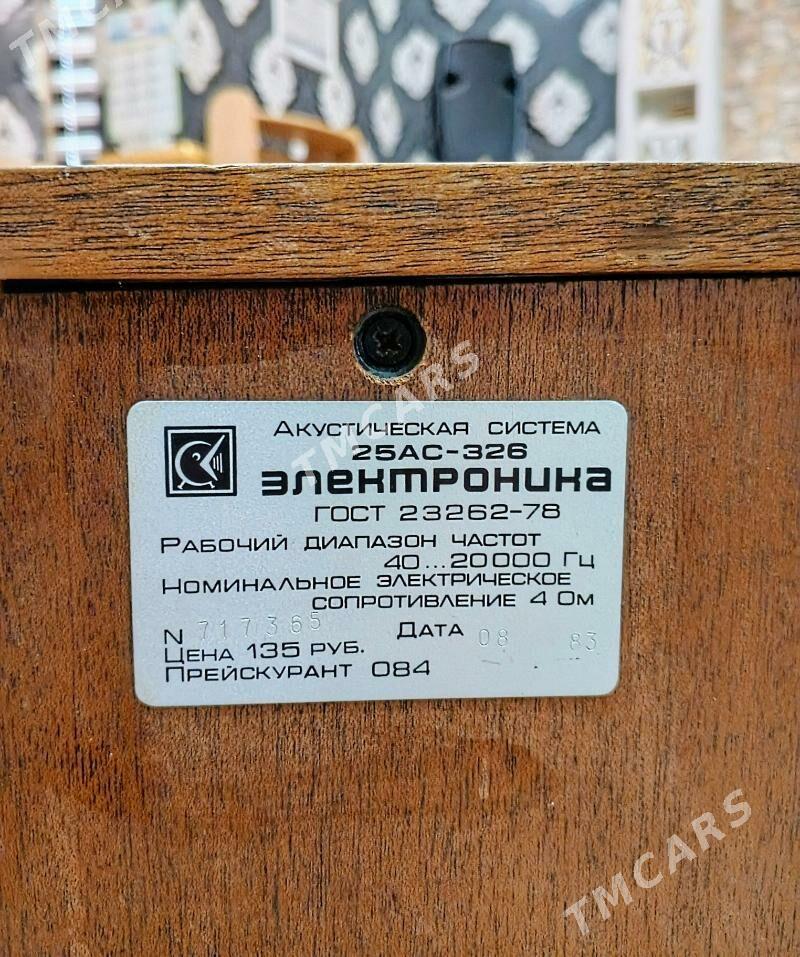 TMCARS
Акустическая система
25АС-326
Электроника
ГОСТ 23262-78
TMCARS
Рабочий диапазон частот
40...20000 Гц
Номинальное электрическое
сопротивление 4 Ом
N 717365 Дата 08 83
Цена 135 руб.
Прейскурант 084
TMCARS